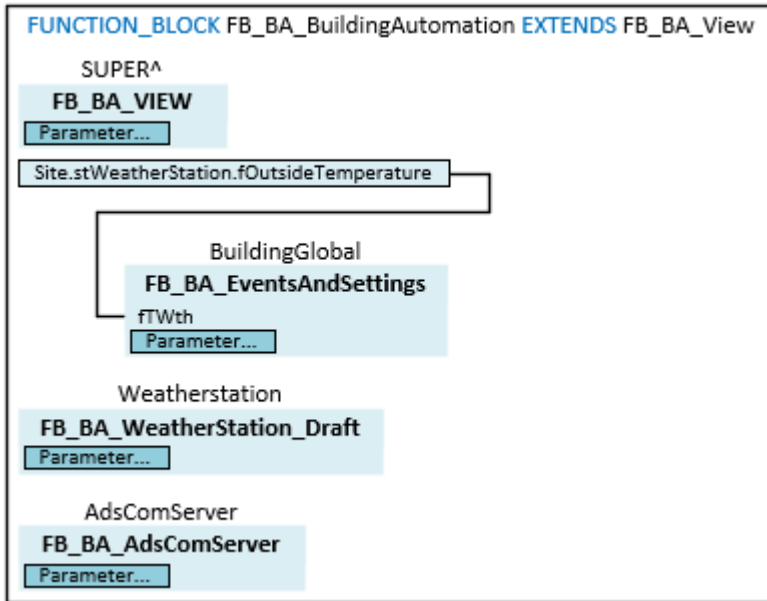 FUNCTION_BLOCK FB_BA_BuildingAutomation EXTENDS FB_BA_View
SUPER^
FB_BA_VIEW
Parameter...
Site.stWeatherStation.fOutsideTemperature
BuildingGlobal
FB_BA_EventsAndSettings
fTWth
Parameter...
Weatherstation
FB_BA_WeatherStation_Draft
Parameter...
AdsComServer
FB_BA_AdsComServer
Parameter...